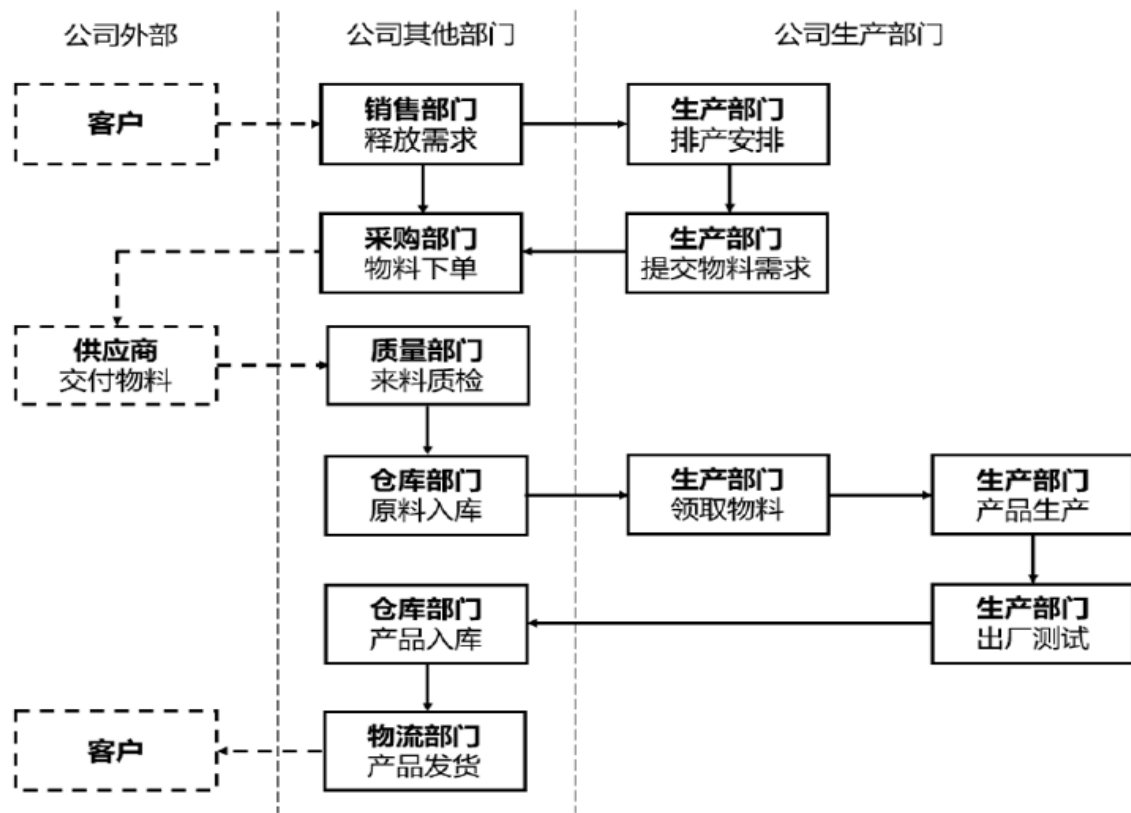 公司外部
公司其他部门
公司生产部门
客户
销售部门
释放需求
生产部门
排产安排
采购部门
物料下单
生产部门
提交物料需求
供应商
交付物料
质量部门
来料质检
仓库部门
原料入库
生产部门
领取物料
生产部门
产品生产
仓库部门
产品入库
生产部门
出厂测试
客户
物流部门
产品发货